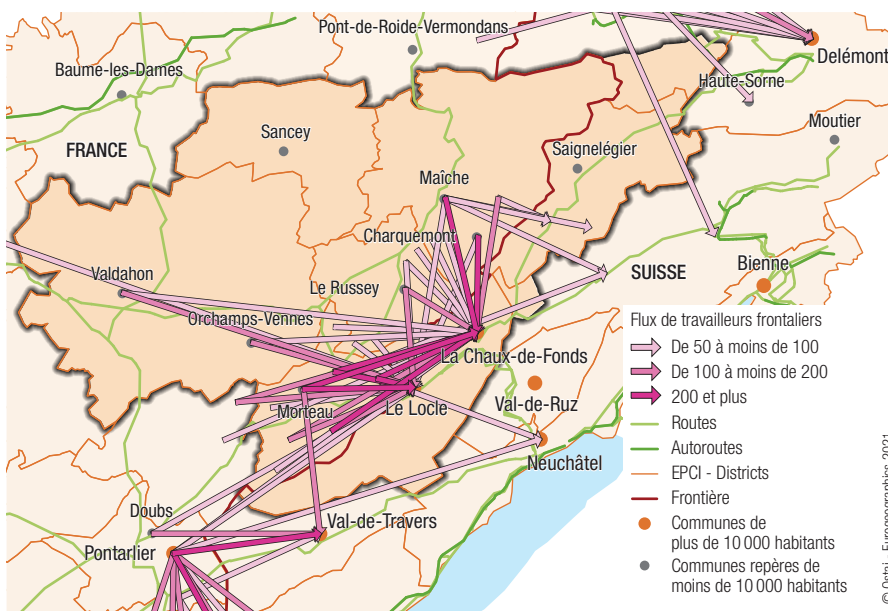 Pont-de-Roide-Vermondans
Delémont
Baume-les-Dames
Haute-Sorne
Moutier
Sancey
FRANCE
Saignelégier
Maîche
Charquemont
SUISSE
Bienne
Valdahon
Le Russey
Orchamps-Vennes
La Chaux-de-Fonds
Val-de-Ruz
Morteau
Le Locle
Neuchâtel
Doubs
Val-de-Travers
Pontarlier
Flux de travailleurs frontaliers
De 50 à moins de 100
De 100 à moins de 200
200 et plus
Routes
Autoroutes
EPCI - Districts
Frontière
Communes de
plus de 10 000 habitants
Communes repères de
moins de 10 000 habitants